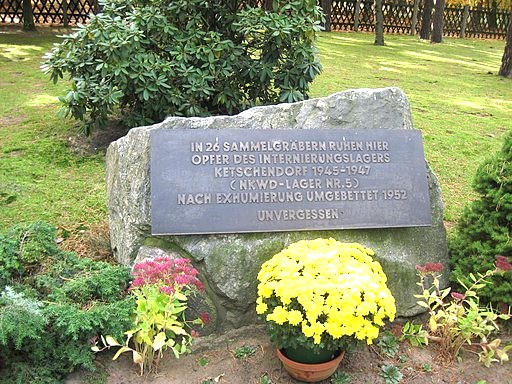 IN 26 SAMMELGRÄBERN RUHEN HIER
OPFER DES INTERNIERUNGSLAGERS
KETSCHENDORF 1945-1947
(NKWD-LAGER NR.5)
NACH EXHUMIERUNG UMGEBETTET 1952
UNVERGESSEN